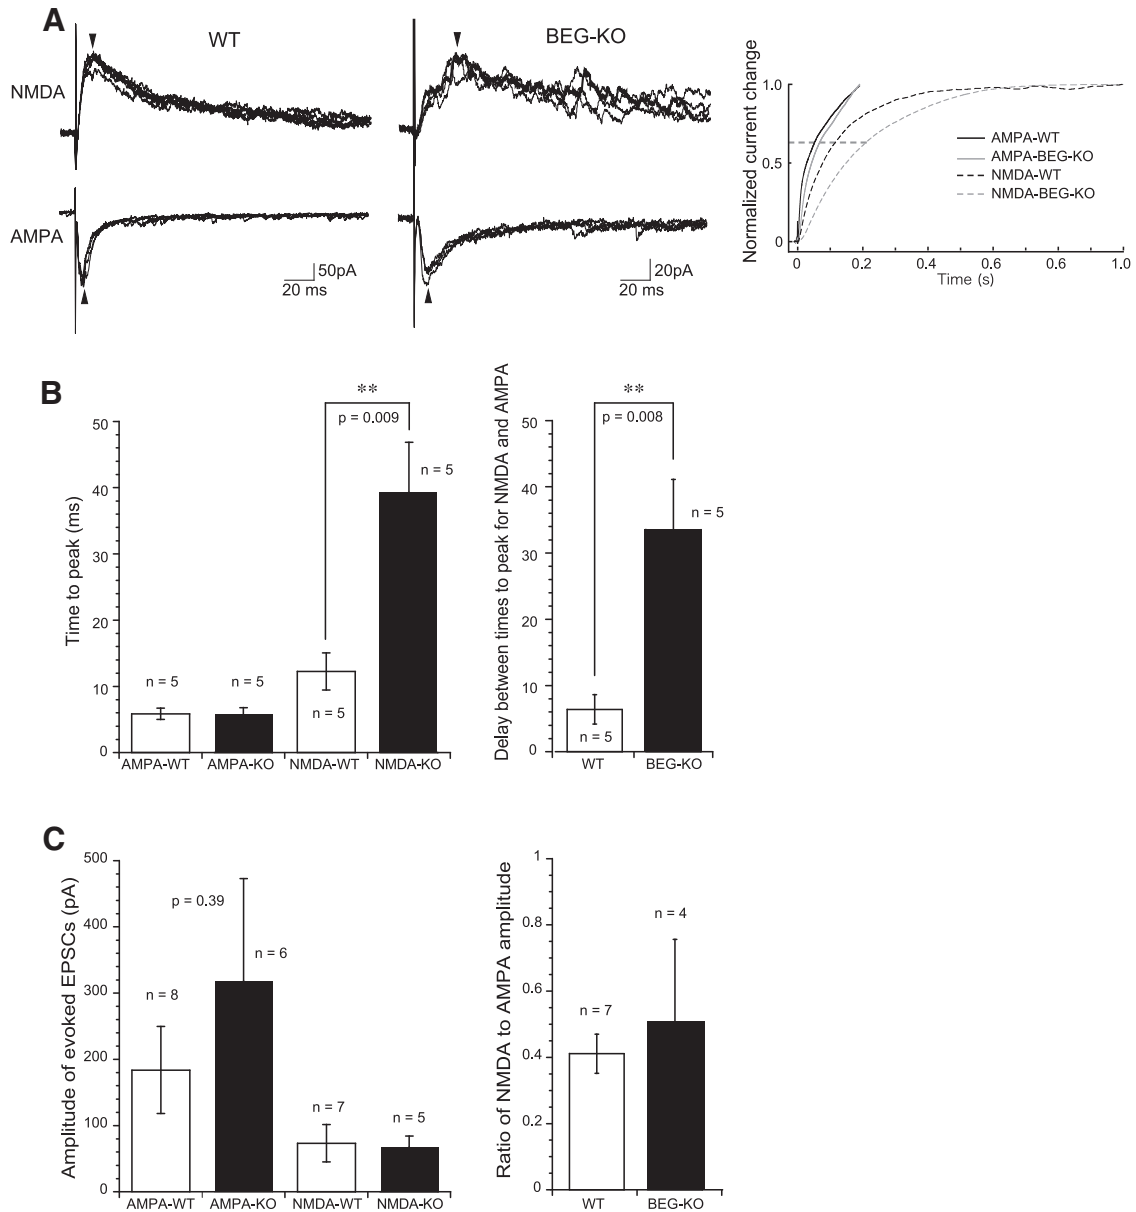 A
WT
BEG-KO
NMDA
AMPA
50pA
20 ms
20pA
20 ms
Normalized current change
1.0
0.5
0
AMPA-WT
AMPA-BEG-KO
NMDA-WT
NMDA-BEG-KO
0 0.2 0.4 0.6 0.6 1.0
Time (s)
B
Time to peak (ms)
50
40
30
20
10
0
**
p = 0.009
n = 5
n = 5
n = 5
n = 5
AMPA-WT AMPA-KO NMDA-WT NMDA-KO
Delay between times to peak for NMDA and AMPA
50
40
30
20
10
0
**
p = 0.008
n = 5
n = 5
WT BEG-KO
C
Amplitude of evoked EPSCs (pA)
500
400
300
200
100
0
p = 0.39
n = 6
n = 8
n = 7
n = 5
AMPA-WT AMPA-KO NMDA-WT NMDA-KO
Ratio of NMDA to AMPA amplitude
1
0.8
0.6
0.4
0.2
0
n = 4
n = 7
WT BEG-KO